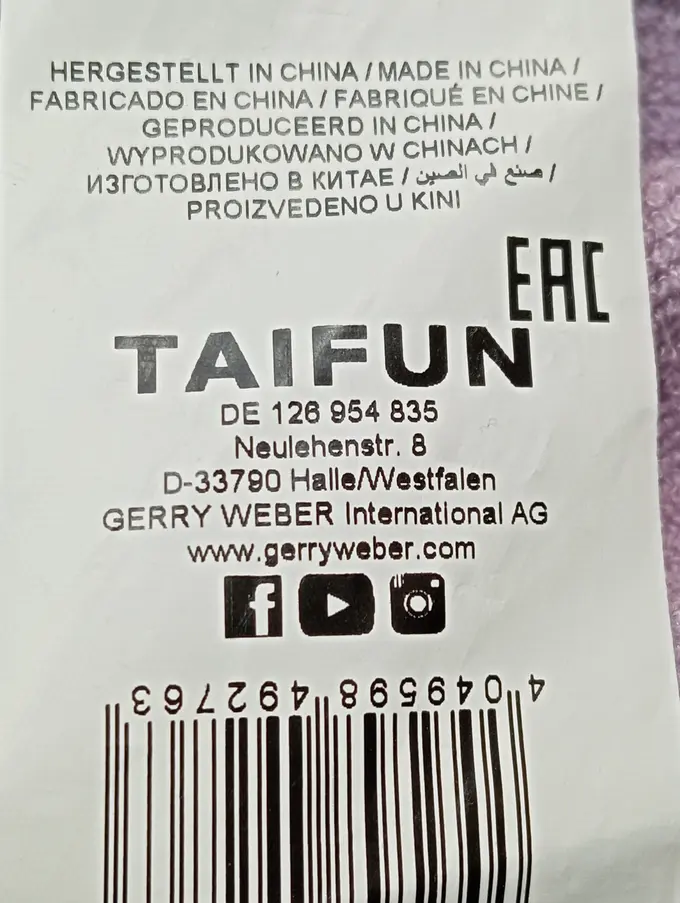 HERGESTELLT IN CHINA / MADE IN CHINA /
FABRICADO EN CHINA / FABRIQUÉ EN CHINE /
GEPRODUCEERD IN CHINA /
WYPRODUKOWANO W CHINACH /
ИЗГОТОВЛЕНО В КИТАЕ / صنع في الصين /
PROIZVEDENO U KINI
EAC
TAIFUN
DE 126 954 835
Neulehenstr. 8
D-33790 Halle/Westfalen
GERRY WEBER International AG
www.gerryweber.com
4 049598 492763